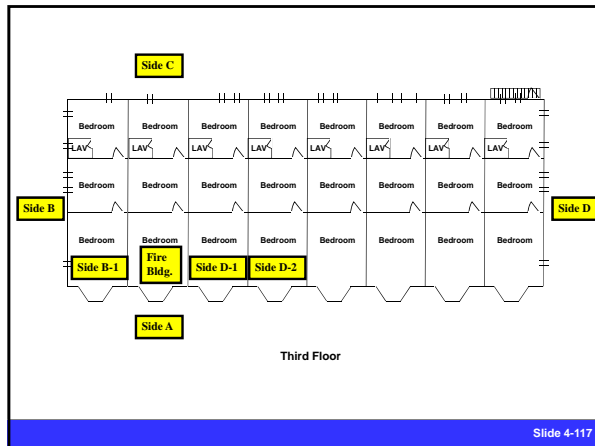 Side C
Bedroom Bedroom Bedroom Bedroom Bedroom Bedroom Bedroom Bedroom
LAV LAV LAV LAV LAV LAV LAV LAV
Bedroom Bedroom Bedroom Bedroom Bedroom Bedroom Bedroom Bedroom
Side B
Side D
Bedroom Bedroom Bedroom Bedroom Bedroom Bedroom Bedroom Bedroom
Side B-1
Fire
Bldg.
Side D-1
Side D-2
Side A
Third Floor
Slide 4-117